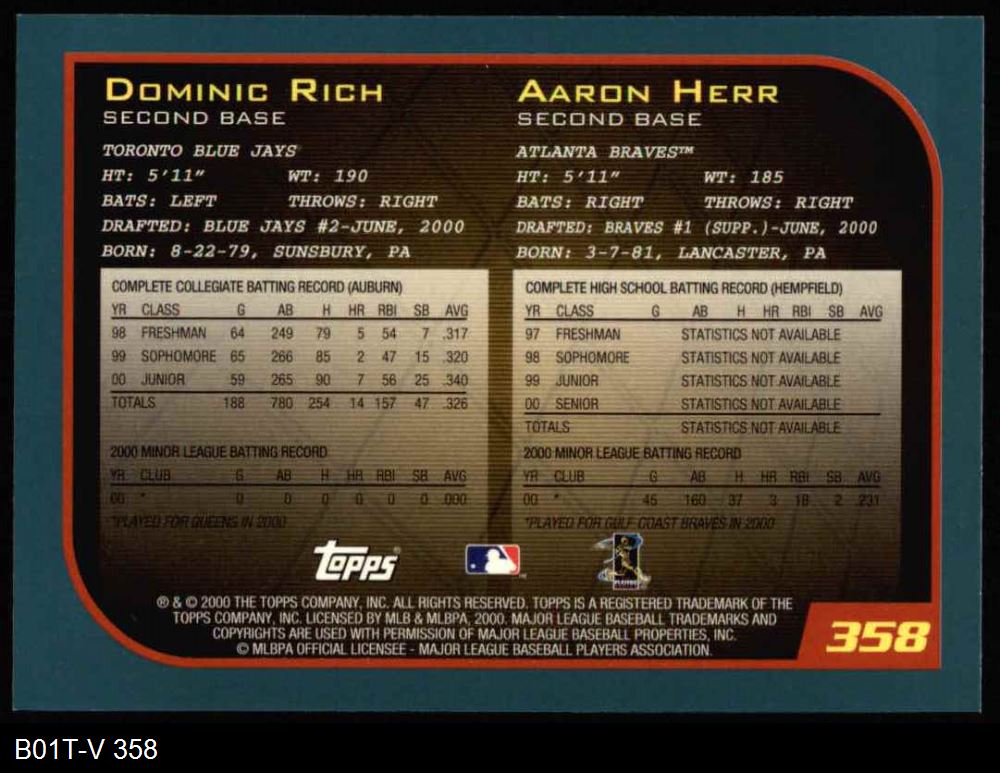 DOMINIC RICH
SECOND BASE
TORONTO BLUE JAYS
HT: 5'11" WT: 190
BATS: LEFT THROWS: RIGHT
DRAFTED: BLUE JAYS #2-JUNE, 2000
BORN: 8-22-79, SUNSBURY, PA
COMPLETE COLLEGIATE BATTING RECORD (AUBURN)
YR CLASS G AB H HR RBI SB AVG
98 FRESHMAN 64 249 79 5 54 7 .317
99 SOPHOMORE 65 266 85 2 47 15 .320
00 JUNIOR 59 265 90 7 56 25 .340
TOTALS 188 780 254 14 157 47 .326
2000 MINOR LEAGUE BATTING RECORD
YR CLUB G AB H HR RBI SB AVG
00 * 0 0 0 0 0 0 .000
*PLAYED FOR QUEENS IN 2000
AARON HERR
SECOND BASE
ATLANTA BRAVES™
HT: 5'11" WT: 185
BATS: RIGHT THROWS: RIGHT
DRAFTED: BRAVES #1 (SUPP.)-JUNE, 2000
BORN: 3-7-81, LANCASTER, PA
COMPLETE HIGH SCHOOL BATTING RECORD (HEMPFIELD)
YR CLASS G AB H HR RBI SB AVG
97 FRESHMAN STATISTICS NOT AVAILABLE
98 SOPHOMORE STATISTICS NOT AVAILABLE
99 JUNIOR STATISTICS NOT AVAILABLE
00 SENIOR STATISTICS NOT AVAILABLE
TOTALS STATISTICS NOT AVAILABLE
2000 MINOR LEAGUE BATTING RECORD
YR CLUB G AB H HR RBI SB AVG
00 * 45 160 37 3 18 2 .231
*PLAYED FOR GULF COAST BRAVES IN 2000
Topps®
PLAYERS
® & © 2000 THE TOPPS COMPANY, INC. ALL RIGHTS RESERVED. TOPPS IS A REGISTERED TRADEMARK OF THE
TOPPS COMPANY, INC. LICENSED BY MLB & MLBPA, 2000. MAJOR LEAGUE BASEBALL TRADEMARKS AND
COPYRIGHTS ARE USED WITH PERMISSION OF MAJOR LEAGUE BASEBALL PROPERTIES, INC.
© MLBPA OFFICIAL LICENSEE - MAJOR LEAGUE BASEBALL PLAYERS ASSOCIATION.
358
B01T-V 358